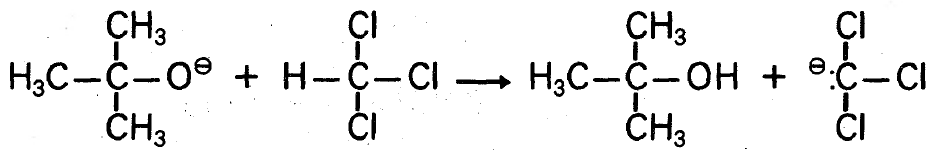 CH₃ Cl CH₃ Cl
H₃C–C–O⊖ + H–C–Cl ⟶ H₃C–C–OH + ⊖:C–Cl
CH₃ Cl CH₃ Cl